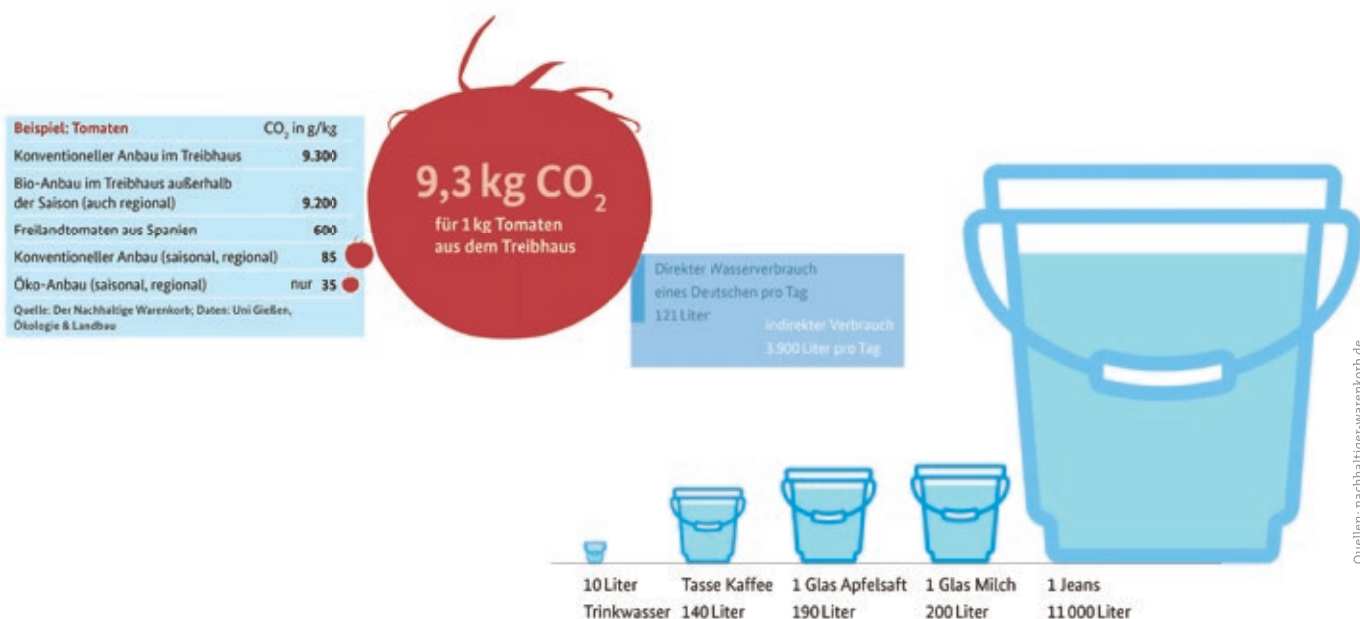 Beispiel: Tomaten CO₂ in g/kg
Konventioneller Anbau im Treibhaus 9.300
Bio-Anbau im Treibhaus außerhalb
der Saison (auch regional) 9.200
Freilandtomaten aus Spanien 600
Konventioneller Anbau (saisonal, regional) 85
Öko-Anbau (saisonal, regional) nur 35
Quelle: Der Nachhaltige Warenkorb; Daten: Uni Gießen,
Ökologie & Landbau
9,3 kg CO₂
für 1 kg Tomaten
aus dem Treibhaus
Direkter Wasserverbrauch
eines Deutschen pro Tag
121 Liter
indirekter Verbrauch
3.900 Liter pro Tag
10 Liter
Trinkwasser
Tasse Kaffee
140 Liter
1 Glas Apfelsaft
190 Liter
1 Glas Milch
200 Liter
1 Jeans
11 000 Liter
Quellen: nachhaltiger-warenkorb.de